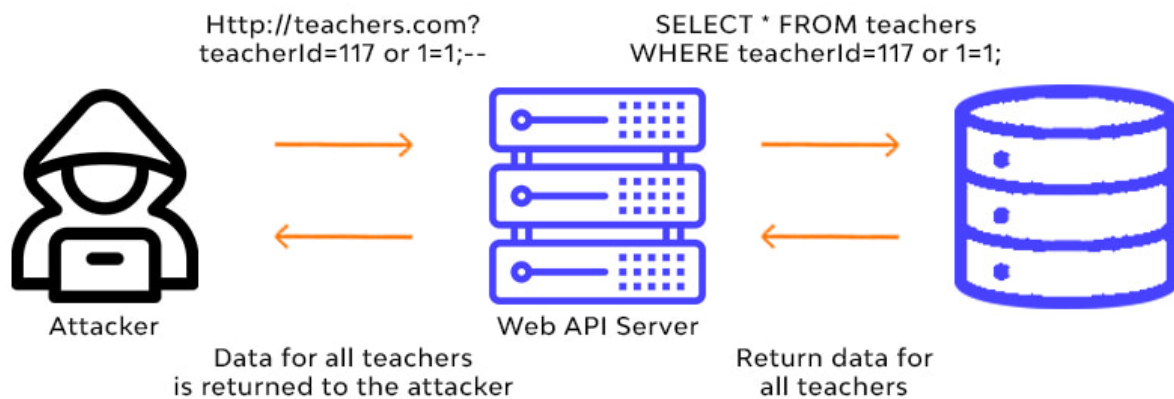 Http://teachers.com?
teacherId=117 or 1=1;--
SELECT * FROM teachers
WHERE teacherId=117 or 1=1;
Attacker
Web API Server
Data for all teachers
is returned to the attacker
Return data for
all teachers